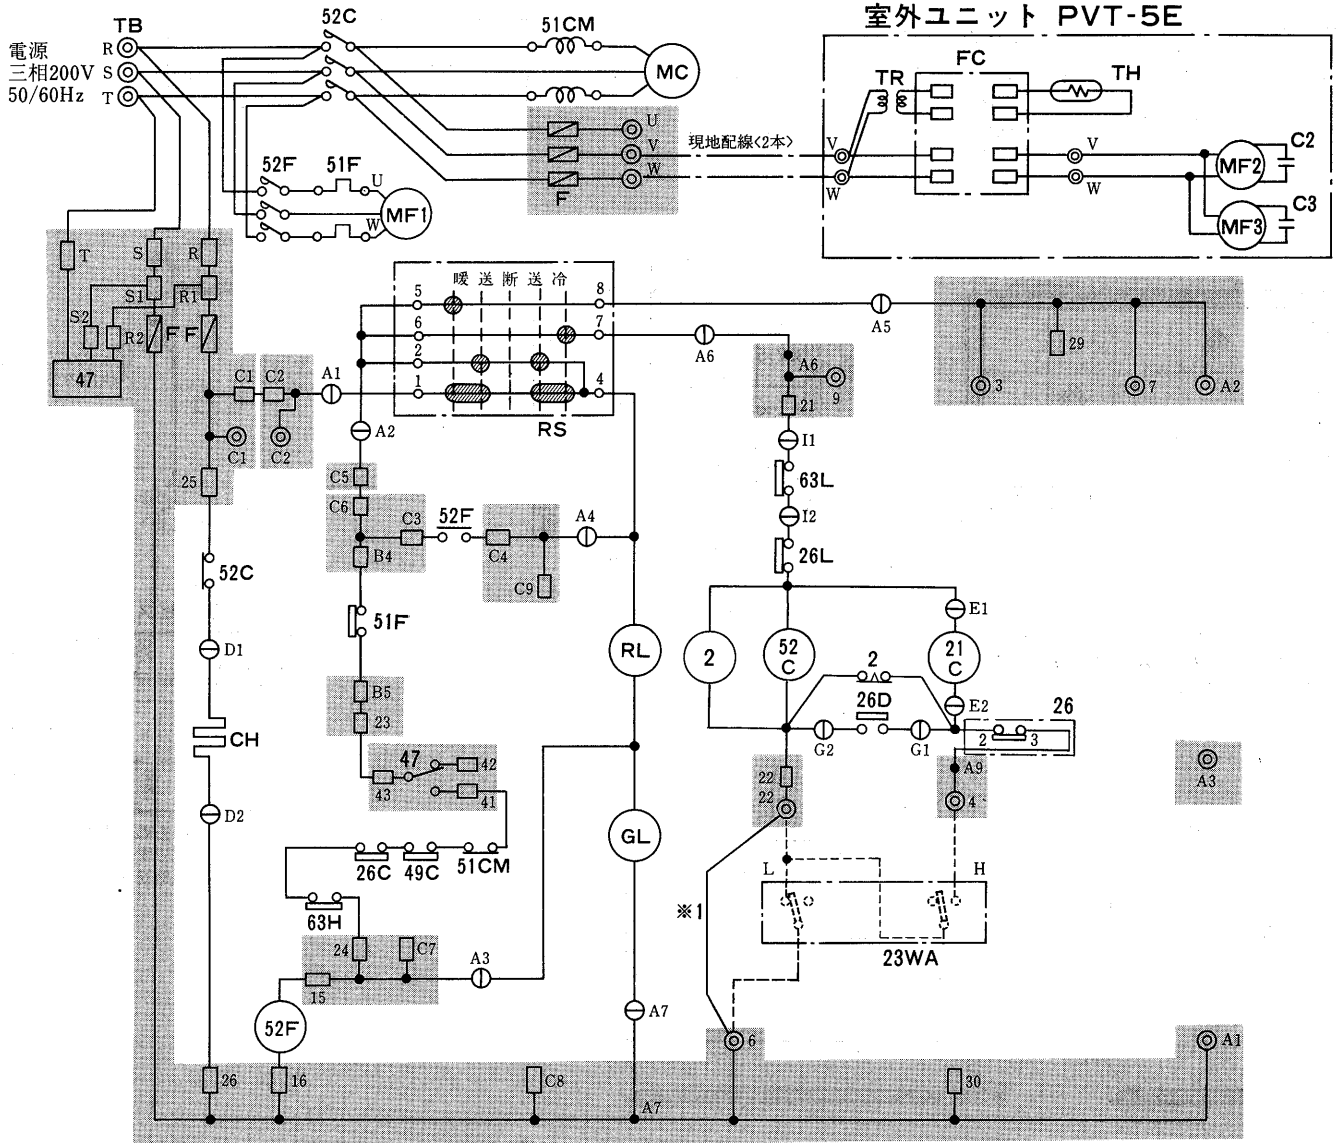 室外ユニット PVT-5E
TB
52C
51CM
電源
三相200V
50/60Hz
R
S
T
MC
FC
TR
TH
U
V
W
F
現地配線<2本>
V
W
V
W
C2
MF2
C3
MF3
52F
51F
U
W
MF1
T
S
R
S1
R1
S2
R2
F
F
47
暖 送 断 送 冷
5
8
6
7
2
1
4
RS
A5
A6
A6
9
21
3
29
7
A2
C1
C2
A1
C1
C2
A2
25
C5
C6
C3
52F
C4
A4
B4
C9
I1
63L
I2
26L
52C
51F
D1
RL
2
52
C
21
C
E1
E2
2
26D
G2
G1
26
2
3
B5
23
CH
47
42
43
41
22
22
A9
4
A3
D2
GL
26C
49C
51CM
63H
L
H
※1
23WA
24
C7
A3
15
A7
52F
6
A1
26
16
C8
30
A7